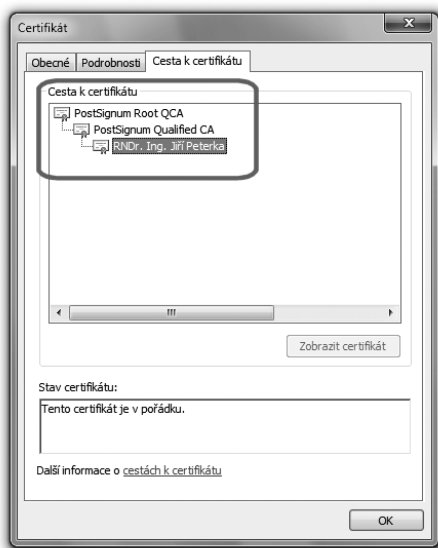 Certifikát
Obecné Podrobnosti Cesta k certifikátu
Cesta k certifikátu
PostSignum Root QCA
PostSignum Qualified CA
RNDr. Ing. Jiří Peterka
Zobrazit certifikát
Stav certifikátu:
Tento certifikát je v pořádku.
Další informace o cestách k certifikátu
OK